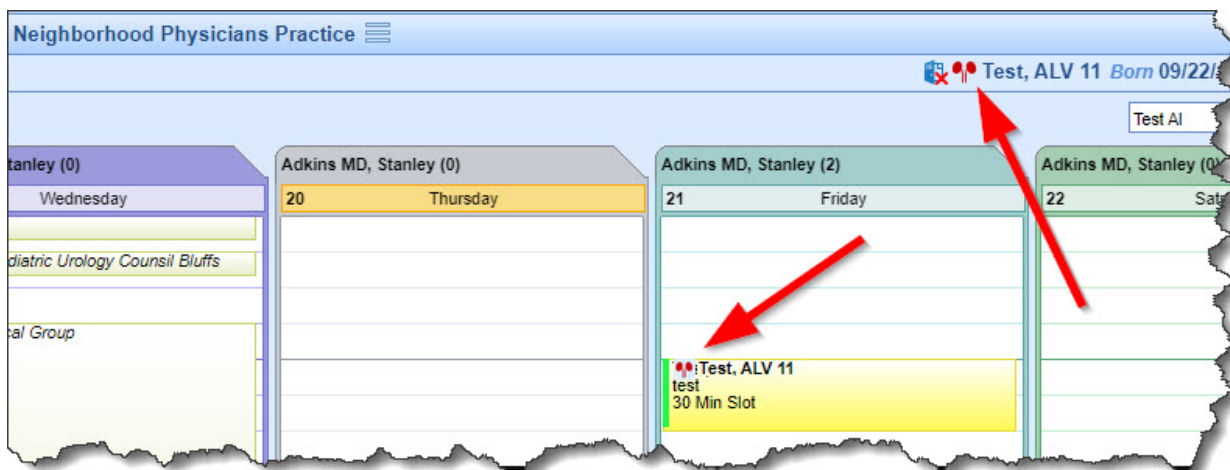 Neighborhood Physicians Practice
Test, ALV 11 Born 09/22/
Test Al
tanley (0)
Adkins MD, Stanley (0)
Adkins MD, Stanley (2)
Adkins MD, Stanley (0)
Wednesday
20 Thursday
21 Friday
22 Sat
diatric Urology Counsil Bluffs
cal Group
Test, ALV 11
test
30 Min Slot